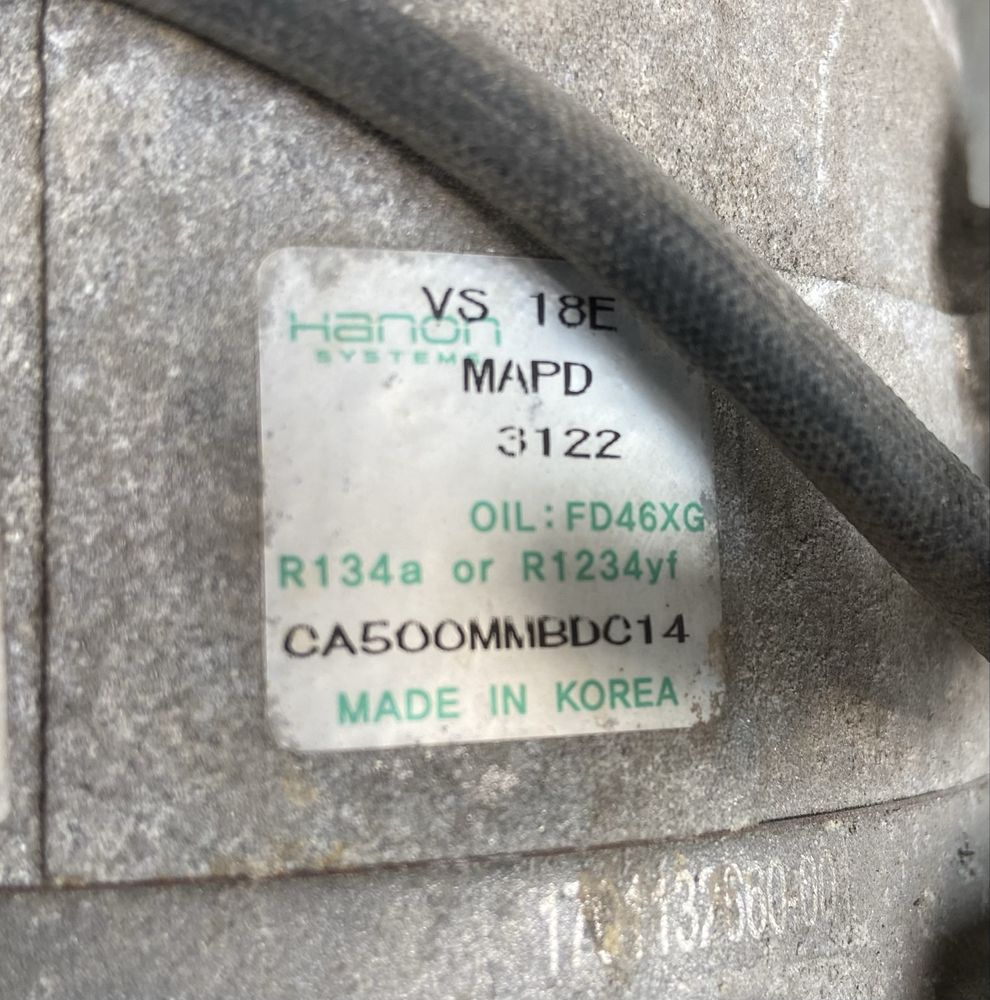 VS 18E
Hanon
SYSTEMS
MAPD
3122
OIL:FD46XG
R134a or R1234yf
CA500MMBDC14
MADE IN KOREA